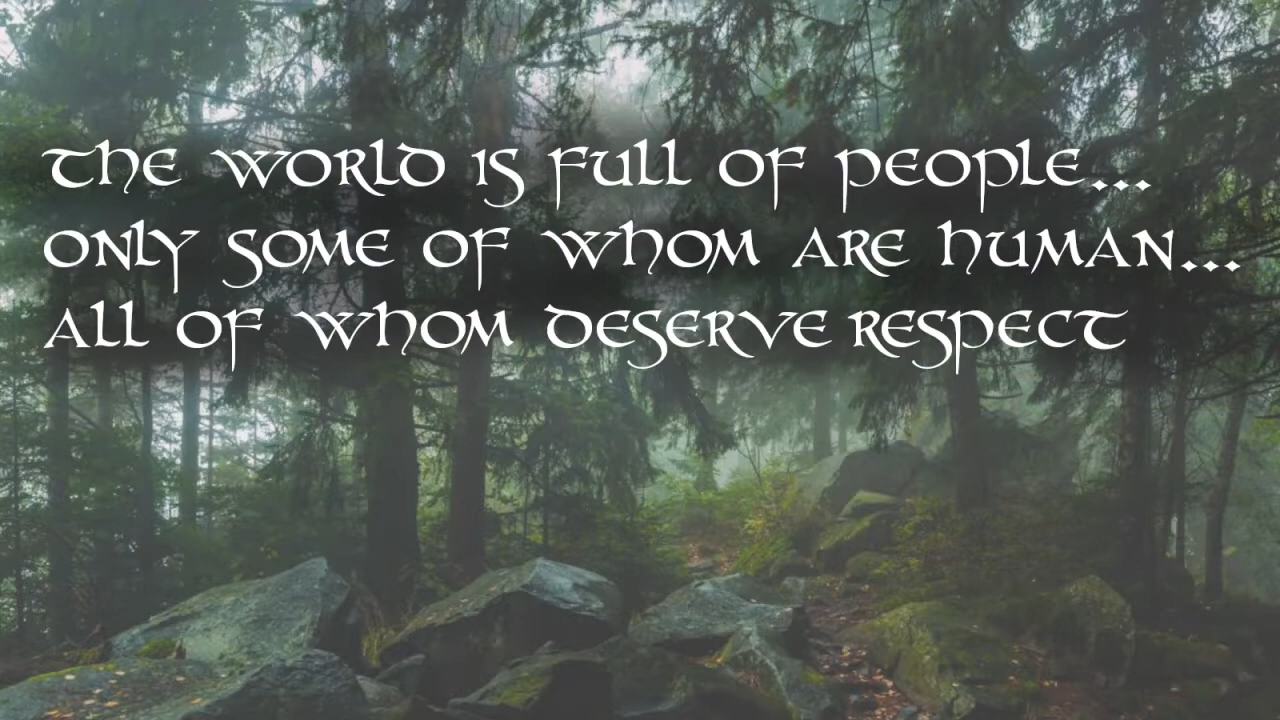 The world is full of people...
only some of whom are human...
all of whom deserve respect